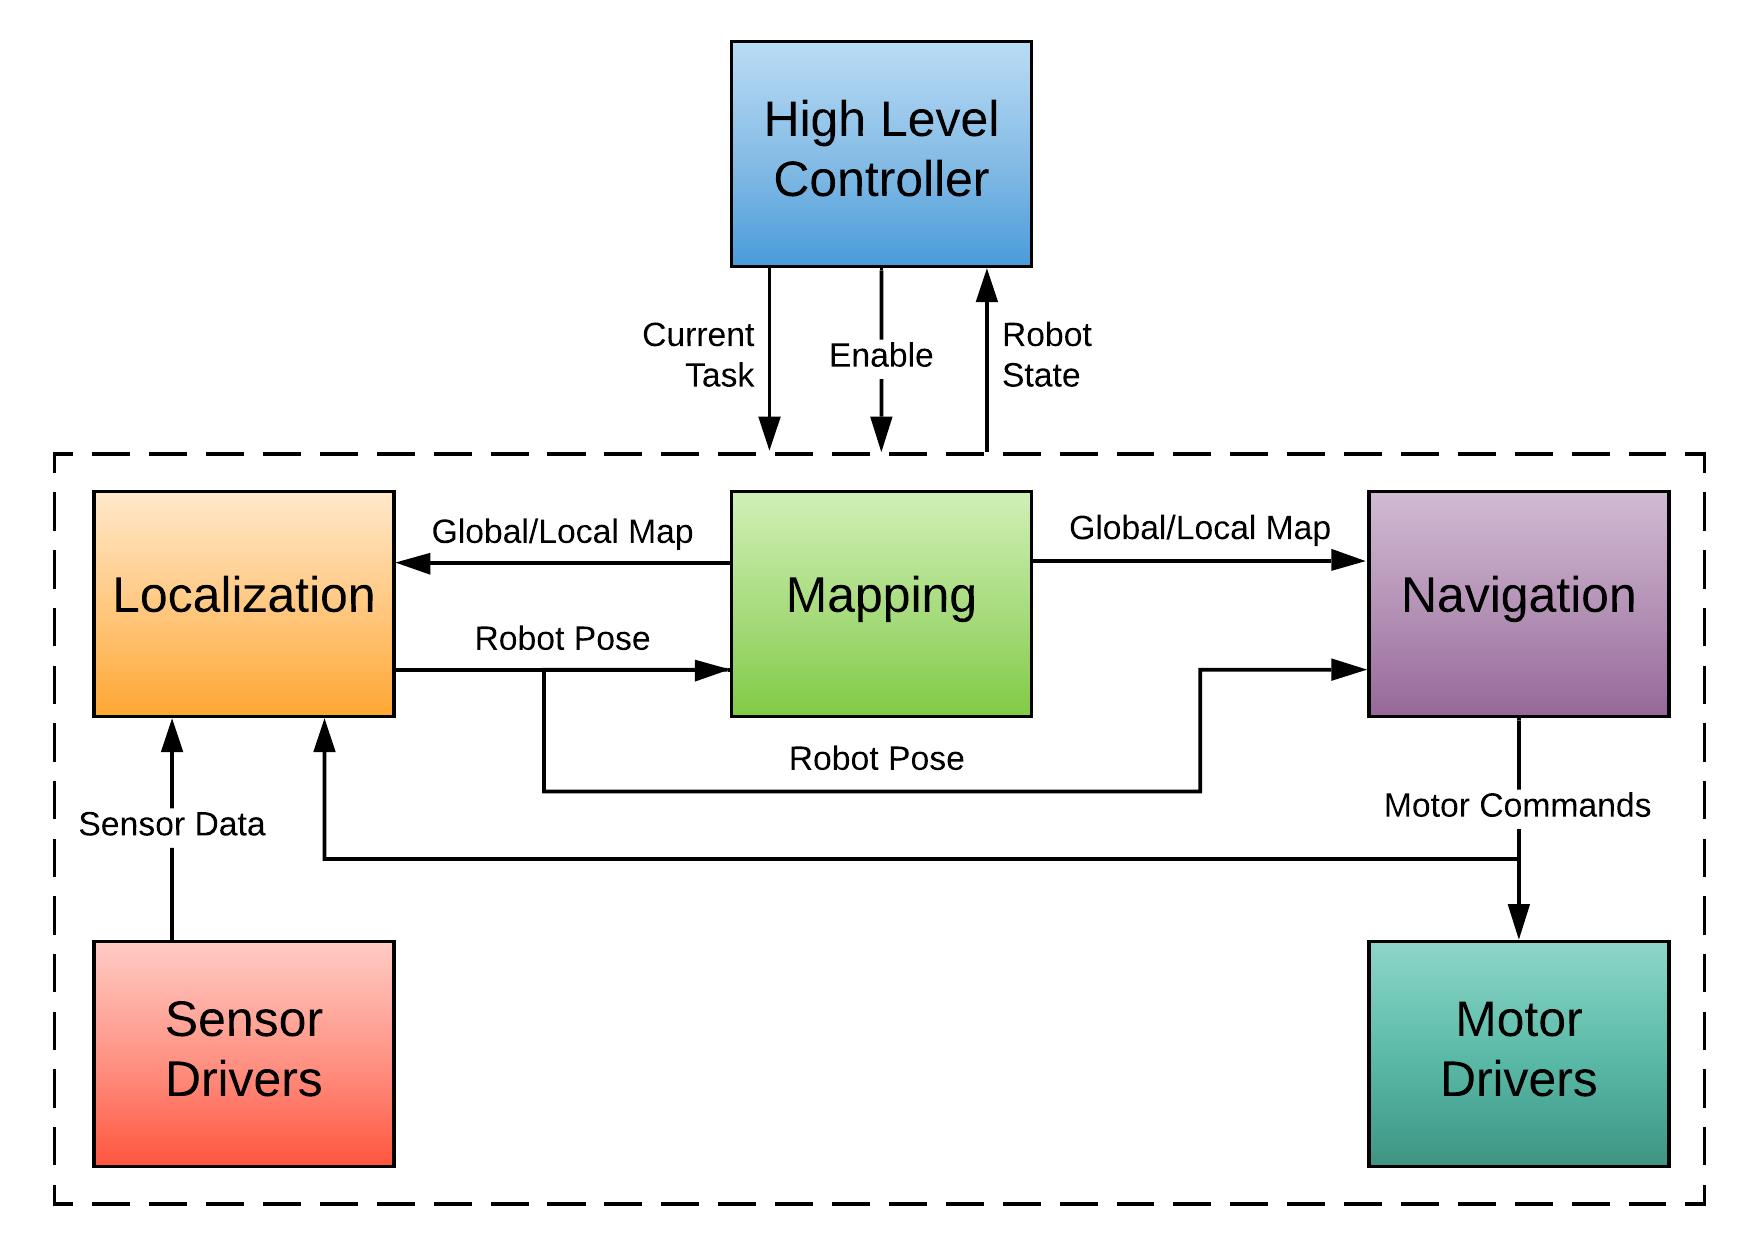 High Level
Controller
Current
Task
Enable
Robot
State
Global/Local Map
Global/Local Map
Localization
Mapping
Navigation
Robot Pose
Robot Pose
Sensor Data
Motor Commands
Sensor
Drivers
Motor
Drivers